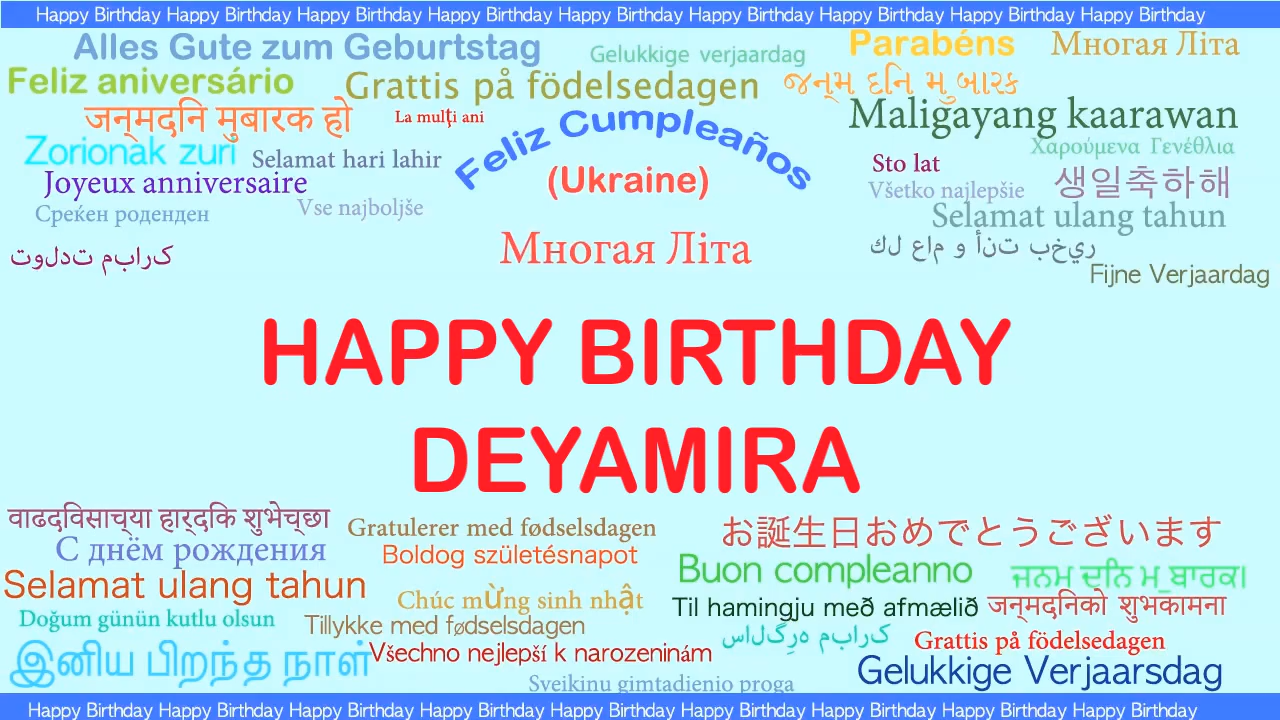 Happy Birthday Happy Birthday Happy Birthday Happy Birthday Happy Birthday Happy Birthday Happy Birthday Happy Birthday Happy Birthday
Alles Gute zum Geburtstag
Gelukkige verjaardag
Parabéns
Многая Літа
Feliz aniversário
Grattis på födelsedagen
જન્મ દનિ મુબારક
जन्मदनि मुबारक हो
La mulţi ani
Feliz Cumpleaños
Maligayang kaarawan
Zorionak zuri
Selamat hari lahir
(Ukraine)
Sto lat
Χαρούμενα Γενέθλια
Joyeux anniversaire
Všetko najlepšie
생일축하해
Среќен роденден
Vse najboljše
Selamat ulang tahun
تولدت مبارک
Многая Літа
كل عام و أنت بخير
Fijne Verjaardag
HAPPY BIRTHDAY
DEYAMIRA
वाढदविसाच्या हार्दकि शुभेच्छा
Gratulerer med fødselsdagen
お誕生日おめでとうございます
С днём рождения
Boldog születésnapot
Selamat ulang tahun
Buon compleanno
ਜਨਮ ਦਨਿ ਮੁਬਾਰਕ।
Chúc mừng sinh nhật
Til hamingju með afmælið
जन्मदनिको शुभकामना
Doğum günün kutlu olsun
Tillykke med fødselsdagen
سالگِرہ مبارک
Grattis på födelsedagen
இனிய பிறந்த நாள்
Všechno nejlepší k narozeninám
Gelukkige Verjaarsdag
Sveikinu gimtadienio proga
Happy Birthday Happy Birthday Happy Birthday Happy Birthday Happy Birthday Happy Birthday Happy Birthday Happy Birthday Happy Birthday